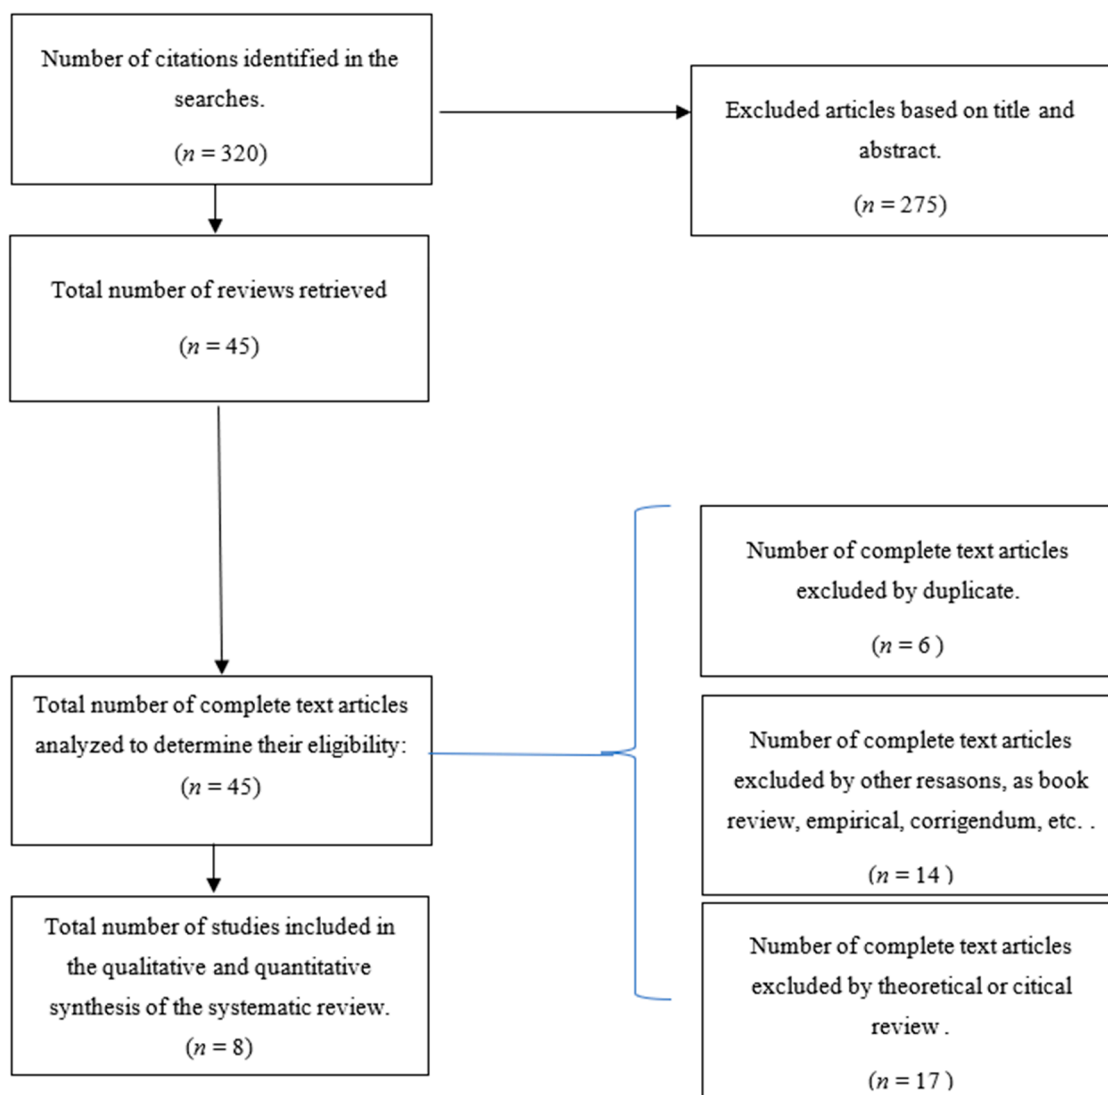 Number of citations identified in the
searches.
(n = 320)
Excluded articles based on title and
abstract.
(n = 275)
Total number of reviews retrieved
(n = 45)
Number of complete text articles
excluded by duplicate.
(n = 6 )
Total number of complete text articles
analyzed to determine their eligibility:
(n = 45)
Number of complete text articles
excluded by other resasons, as book
review, empirical, corrigendum, etc. .
(n = 14 )
Total number of studies included in
the qualitative and quantitative
synthesis of the systematic review.
(n = 8)
Number of complete text articles
excluded by theoretical or citical
review .
(n = 17 )